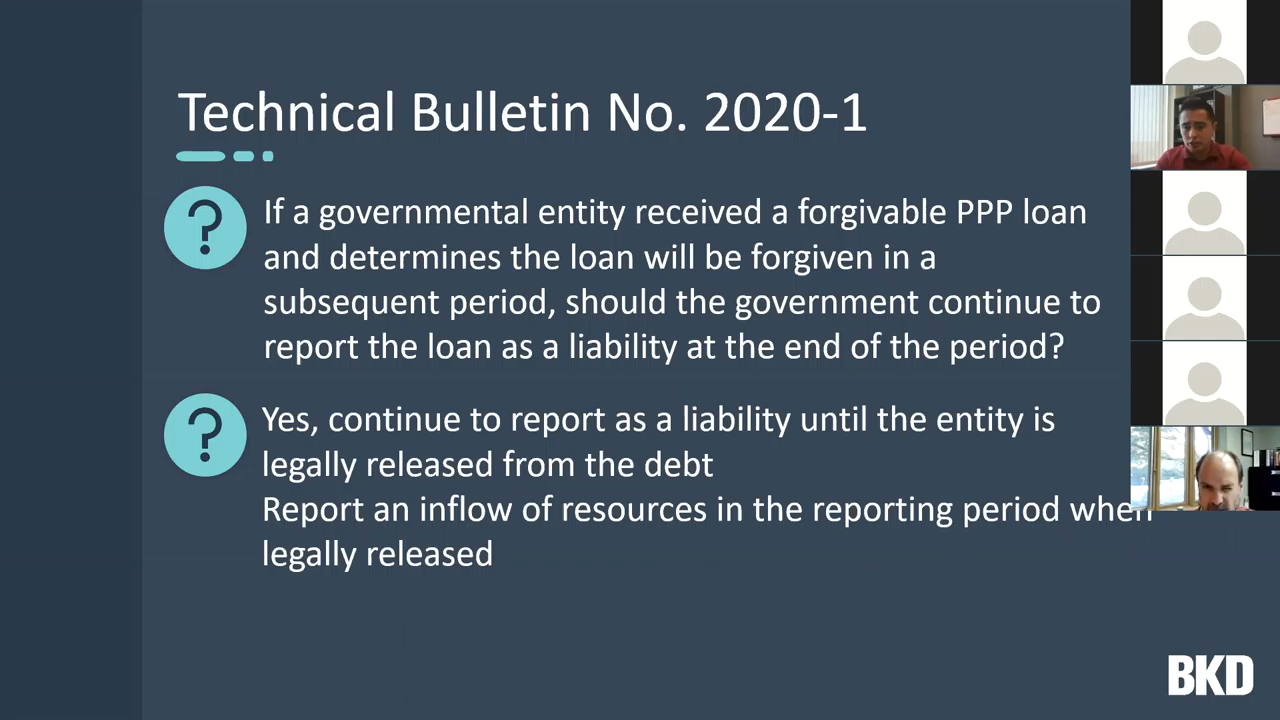 Technical Bulletin No. 2020-1
?
If a governmental entity received a forgivable PPP loan
and determines the loan will be forgiven in a
subsequent period, should the government continue to
report the loan as a liability at the end of the period?
?
Yes, continue to report as a liability until the entity is
legally released from the debt
Report an inflow of resources in the reporting period when
legally released
BKD